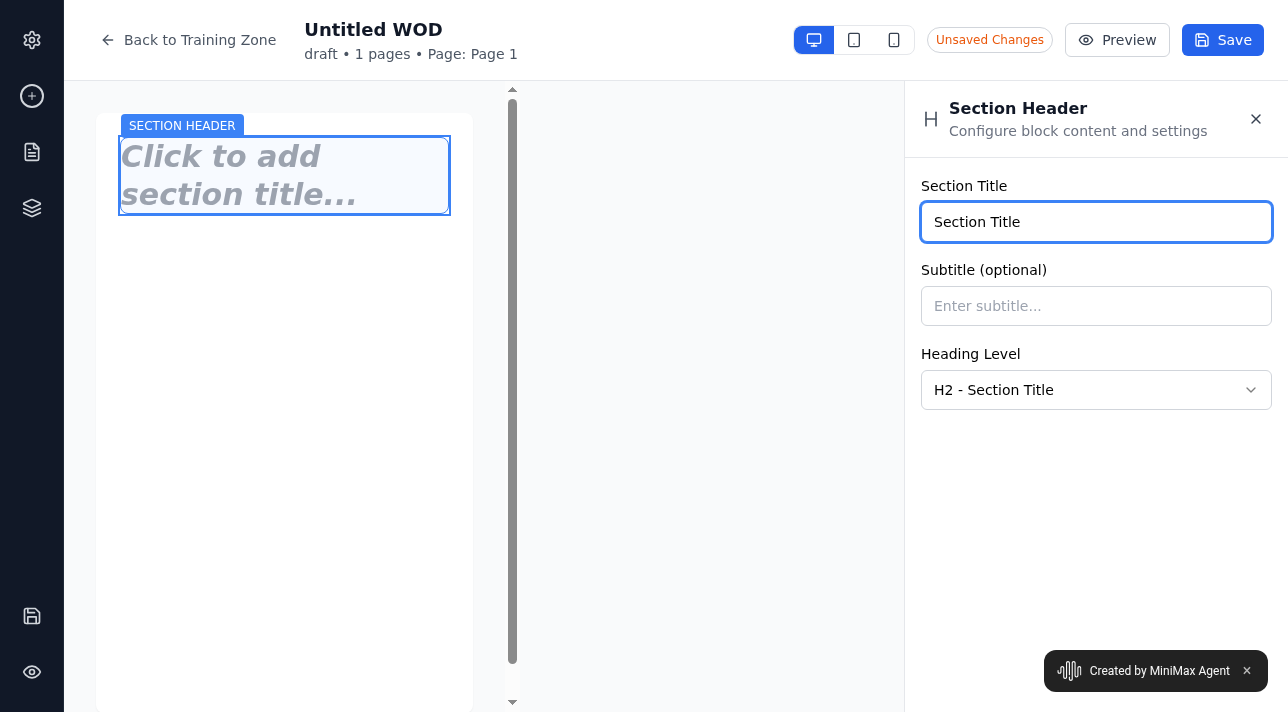 Back to Training Zone
Untitled WOD
draft • 1 pages • Page: Page 1
Unsaved Changes
Preview
Save
SECTION HEADER
Click to add
section title...
Section Header
Configure block content and settings
Section Title
Section Title
Subtitle (optional)
Enter subtitle...
Heading Level
H2 - Section Title
Created by MiniMax Agent